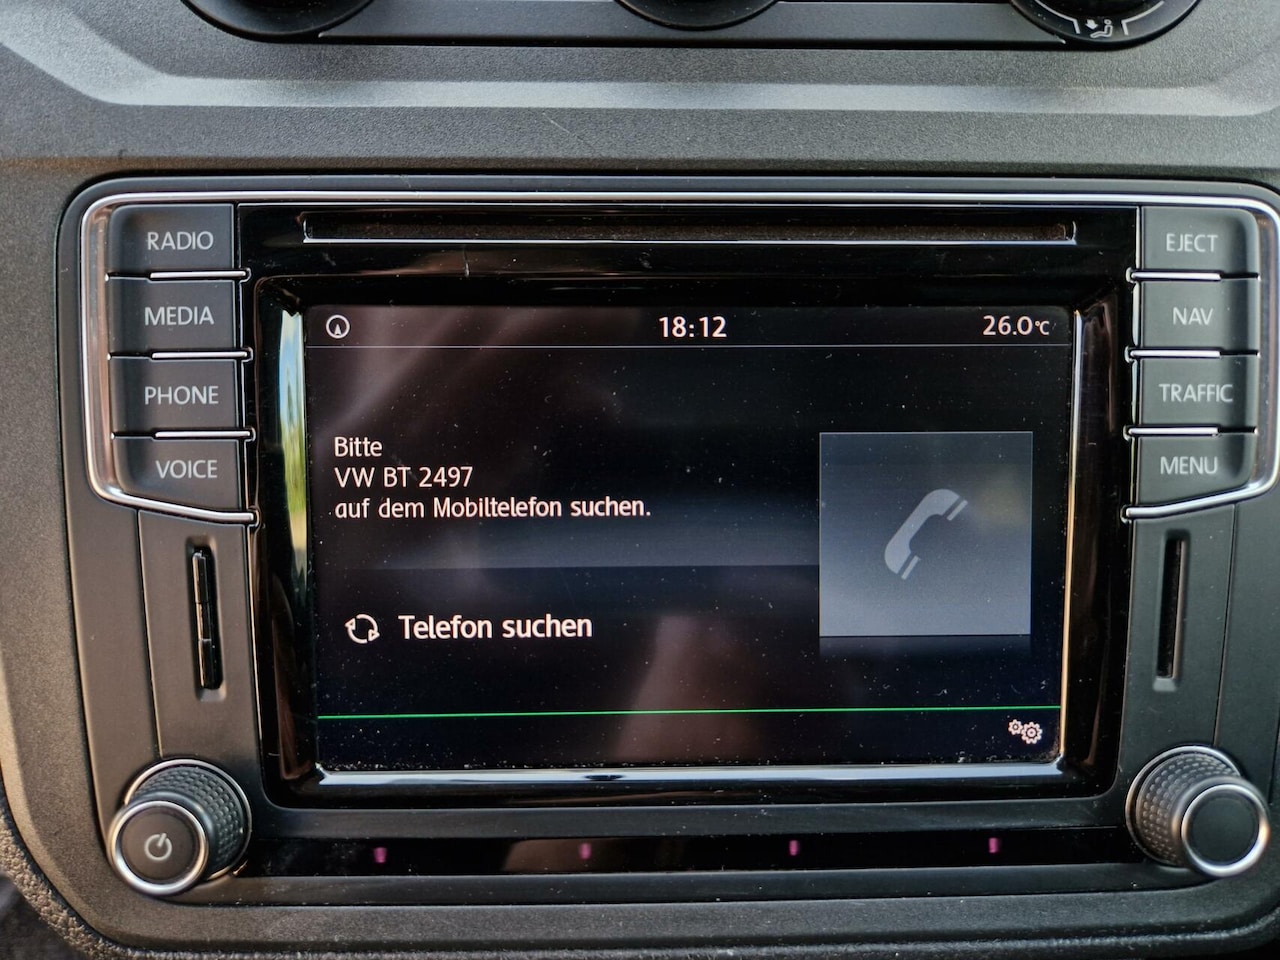 RADIO
MEDIA
PHONE
VOICE
EJECT
NAV
TRAFFIC
MENU
18:12
26.0°C
Bitte
VW BT 2497
auf dem Mobiltelefon suchen.
Telefon suchen